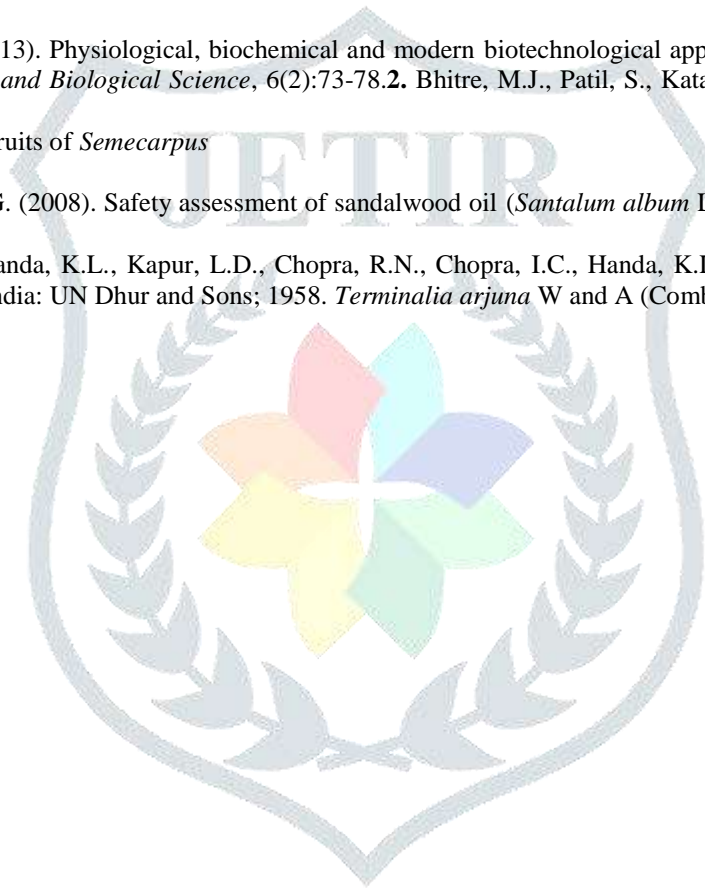 13). Physiological, biochemical and modern biotechnological app
and Biological Science, 6(2):73-78.2. Bhitre, M.J., Patil, S., Kata
ruits of Semecarpus
JETIR
G. (2008). Safety assessment of sandalwood oil (Santalum album L
anda, K.L., Kapur, L.D., Chopra, R.N., Chopra, I.C., Handa, K.L
ndia: UN Dhur and Sons; 1958. Terminalia arjuna W and A (Comb